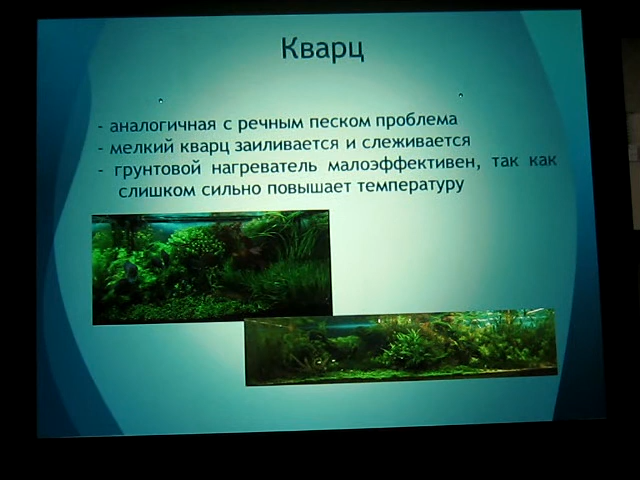 Кварц
- аналогичная с речным песком проблема
- мелкий кварц заиливается и слеживается
- грунтовой нагреватель малоэффективен, так как
слишком сильно повышает температуру